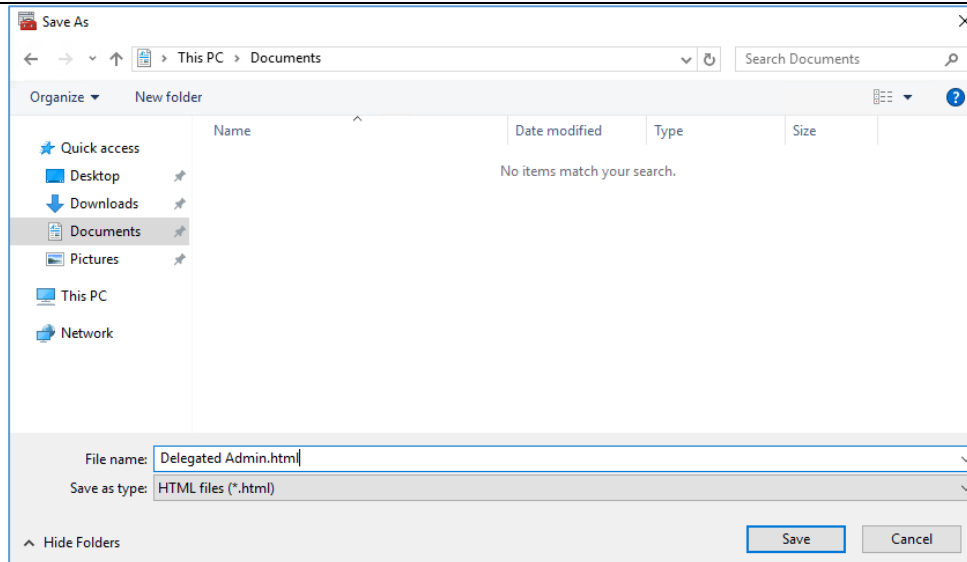 Save As
This PC > Documents
Search Documents
Organize
New folder
Name
Date modified
Type
Size
Quick access
No items match your search.
Desktop
Downloads
Documents
Pictures
This PC
Network
File name: Delegated Admin.html
Save as type: HTML files (*.html)
Hide Folders
Save
Cancel